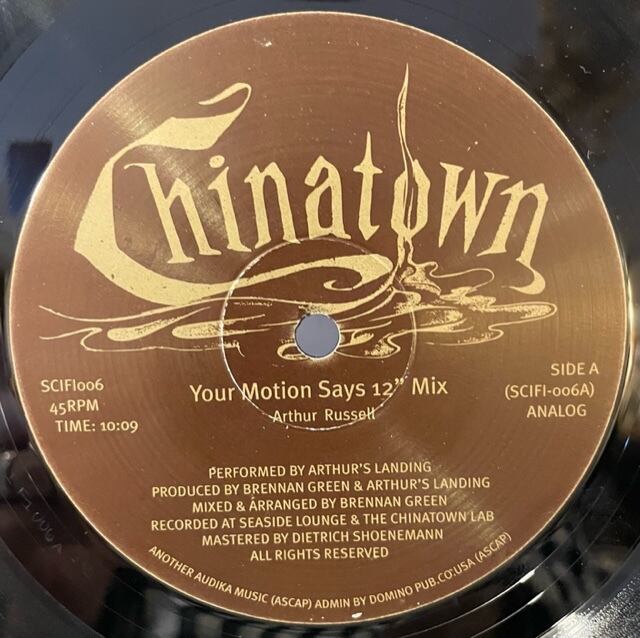 Chinatown
SCIFI006
45RPM
TIME: 10:09
Your Motion Says 12” Mix
Arthur Russell
SIDE A
(SCIFI-006A)
ANALOG
PERFORMED BY ARTHUR'S LANDING
PRODUCED BY BRENNAN GREEN & ARTHUR'S LANDING
MIXED & ARRANGED BY BRENNAN GREEN
RECORDED AT SEASIDE LOUNGE & THE CHINATOWN LAB
MASTERED BY DIETRICH SHOENEMANN
ALL RIGHTS RESERVED
ANOTHER AUDIKA MUSIC (ASCAP) ADMIN BY DOMINO PUB.CO.USA (ASCAP)